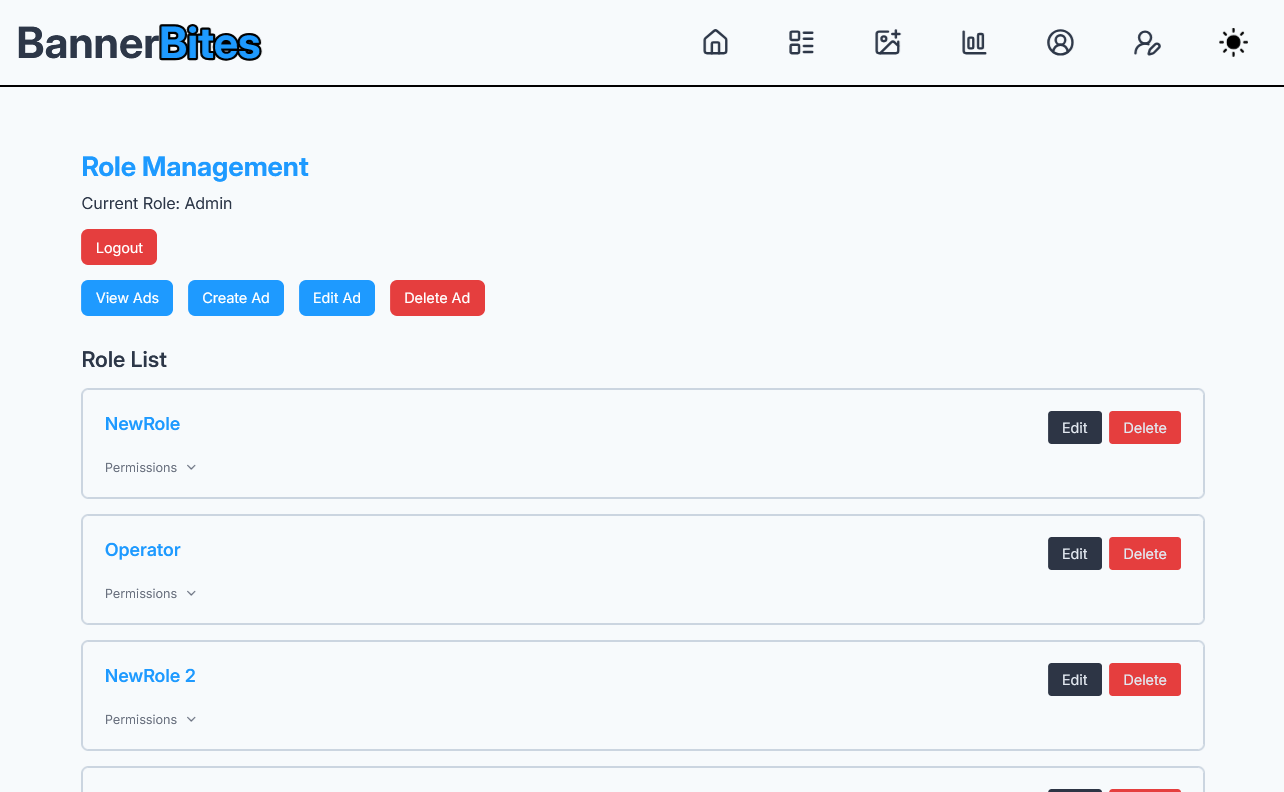 BannerBites
Role Management
Current Role: Admin
Logout
View Ads Create Ad Edit Ad Delete Ad
Role List
NewRole Edit Delete
Permissions
Operator Edit Delete
Permissions
NewRole 2 Edit Delete
Permissions